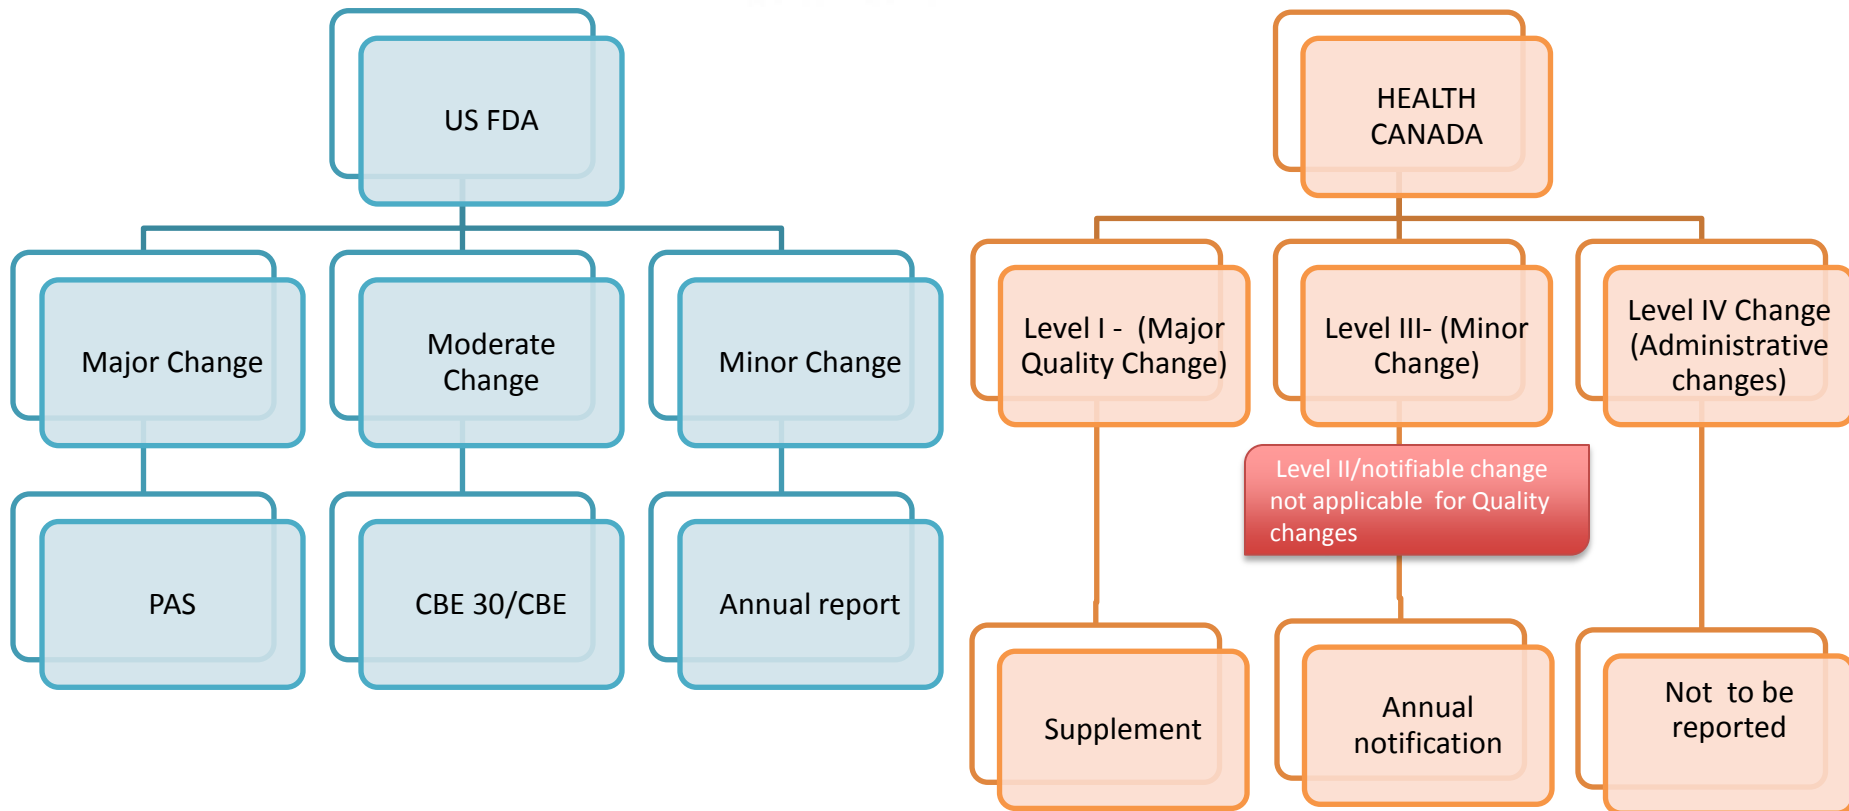 US FDA
Major Change
Moderate
Change
Minor Change
PAS
CBE 30/CBE
Annual report
HEALTH
CANADA
Level I -  (Major
Quality Change)
Level III- (Minor
Change)
Level IV Change
(Administrative
changes)
Level II/notifiable change
not applicable  for Quality
changes
Supplement
Annual
notification
Not  to be
reported